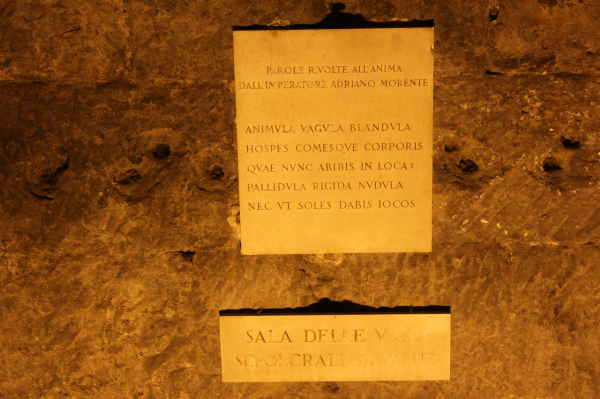 PAROLE RIVOLTE ALL'ANIMA
DALL'IMPERATORE ADRIANO MORENTE
ANIMVLA VAGVLA BLANDVLA
HOSPES COMESQVE CORPORIS
QVAE NVNC ABIBIS IN LOCA?
PALLIDVLA RIGIDA NVDVLA
NEC VT SOLES DABIS IOCOS
SALA DELLE
SEPOLCRALI